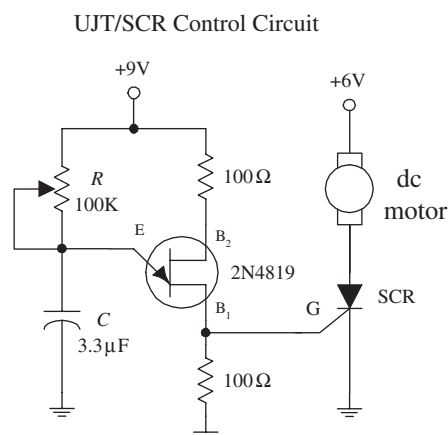 UJT/SCR Control Circuit
+9V
+6V
R
100K
100Ω
dc
motor
E
B2
2N4819
B1
G
SCR
C
3.3µF
100Ω